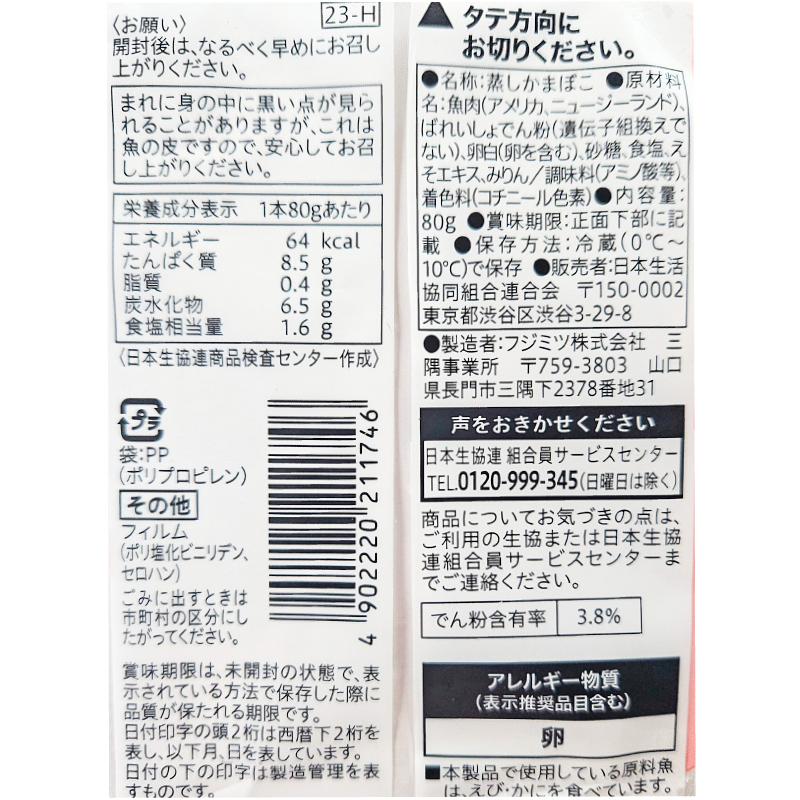 〈お願い〉
23-H
開封後は、なるべく早めにお召し
上がりください。
まれに身の中に黒い点が見ら
れることがありますが、これは
魚の皮ですので、安心してお召
し上がりください。
栄養成分表示 1本80gあたり
エネルギー 64 kcal
たんぱく質 8.5 g
脂質 0.4 g
炭水化物 6.5 g
食塩相当量 1.6 g
〈日本生協連商品検査センター作成〉
プラ
袋:PP
(ポリプロピレン)
その他
フィルム
(ポリ塩化ビニリデン、
セロハン)
ごみに出すときは
市町村の区分にし
たがってください。
4 902220 211746
賞味期限は、未開封の状態で、表
示されている方法で保存した際に
品質が保たれる期限です。
日付印字の頭2桁は西暦下2桁を
表し、以下月、日を表しています。
日付の下の印字は製造管理を表
すものです。
▲タテ方向に
お切りください。
●名称:蒸しかまぼこ ●原材料
名:魚肉(アメリカ、ニュージーランド)、
ばれいしょでん粉(遺伝子組換えで
ない)、卵白(卵を含む)、砂糖、食塩、え
そエキス、みりん/調味料(アミノ酸等)、
着色料(コチニール色素)●内容量:
80g ●賞味期限:正面下部に記
載 ●保存方法:冷蔵(0℃~
10℃)で保存 ●販売者:日本生活
協同組合連合会 〒150-0002
東京都渋谷区渋谷3-29-8
●製造者:フジミツ株式会社 三
隅事業所 〒759-3803 山口
県長門市三隅下2378番地31
声をおきかせください
日本生協連 組合員サービスセンター
TEL.0120-999-345(日曜日は除く)
商品についてお気づきの点は、
ご利用の生協または日本生協
連組合員サービスセンターま
でご連絡ください。
でん粉含有率 3.8%
アレルギー物質
(表示推奨品目含む)
卵
■本製品で使用している原料魚
は、えび・かにを食べています。